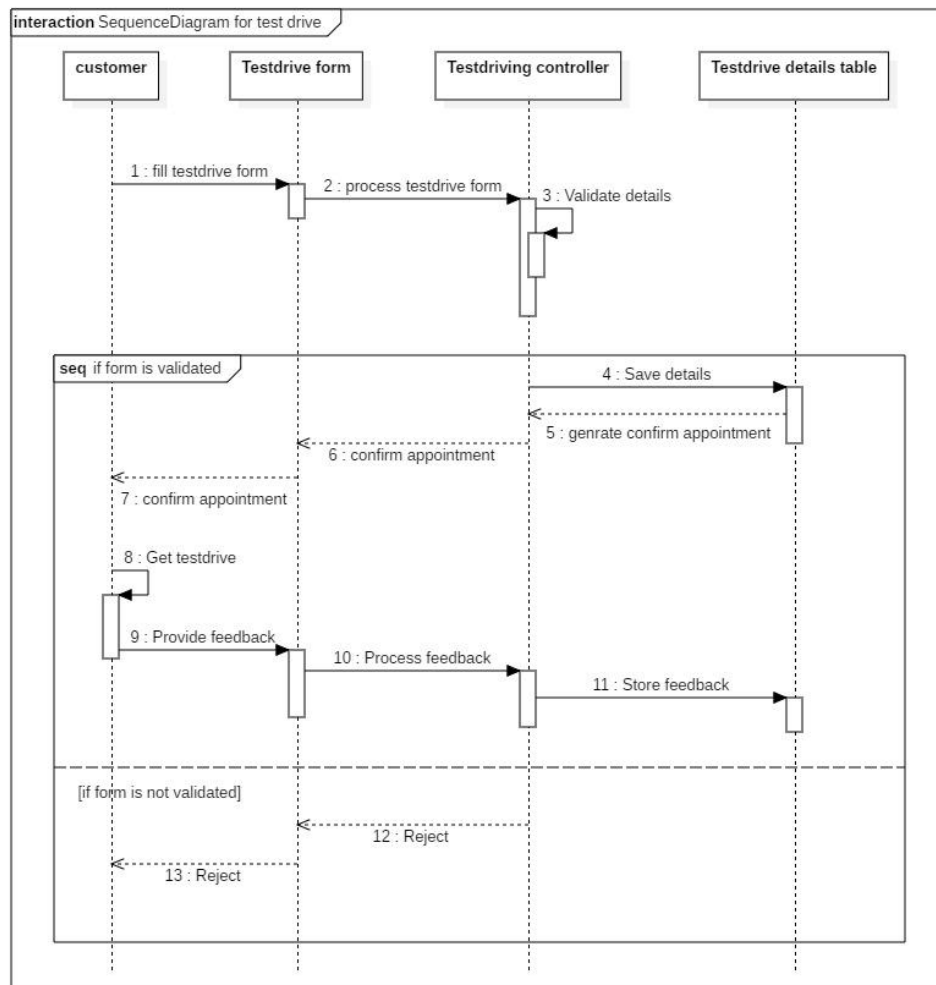 interaction SequenceDiagram for test drive
customer
Testdrive form
Testdriving controller
Testdrive details table
1 : fill testdrive form
2 : process testdrive form
3 : Validate details
seq if form is validated
4 : Save details
5 : genrate confirm appointment
6 : confirm appointment
7 : confirm appointment
8 : Get testdrive
9 : Provide feedback
10 : Process feedback
11 : Store feedback
[if form is not validated]
12 : Reject
13 : Reject